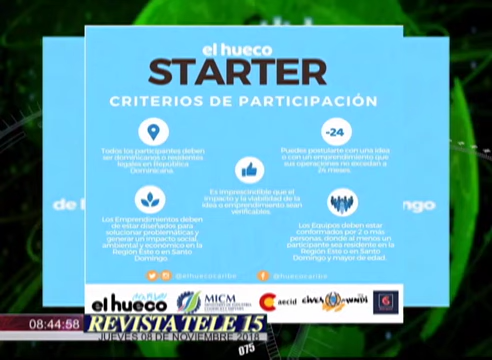 el hueco
STARTER
CRITERIOS DE PARTICIPACIÓN
Todos los participantes deben
ser dominicanos o residentes
legales en República
Dominicana.
-24
Puedes postularte con una idea
o con un emprendimiento que
sus operaciones no excedan a
24 meses.
Es imprescindible que el
impacto y la viabilidad de la
idea o emprendimiento sean
verificables.
Los Emprendimientos deben
de estar diseñados para
solucionar problemáticas y
generar un impacto social,
ambiental y económico en la
Región Este o en Santo
Domingo.
Los Equipos deben estar
conformados por 2 o más
personas, donde al menos un
participante sea residente en la
Región Este o en Santo
Domingo y mayor de edad.
de
ngo
@elhuecocaribe
@huecocaribe
el hueco
MICM
aecid
08:44:58
REVISTA TELE 15
JUEVES 08 DE NOVIEMBRE 2018
075